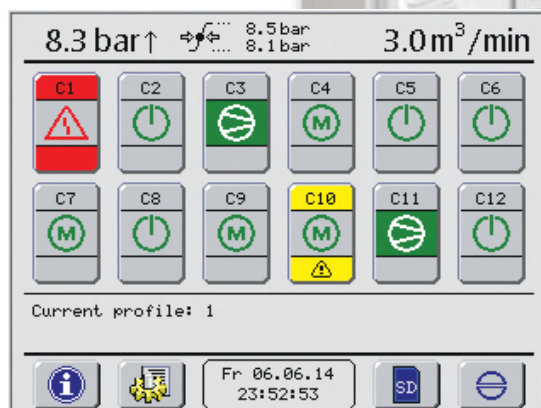 8.3 bar↑ 8.5 bar 3.0 m³/min
8.1 bar
C1 C2 C3 C4 C5 C6
M
C7 C8 C9 C10 C11 C12
M M M
Current profile: 1
i Fr 06.06.14 SD
23:52:53